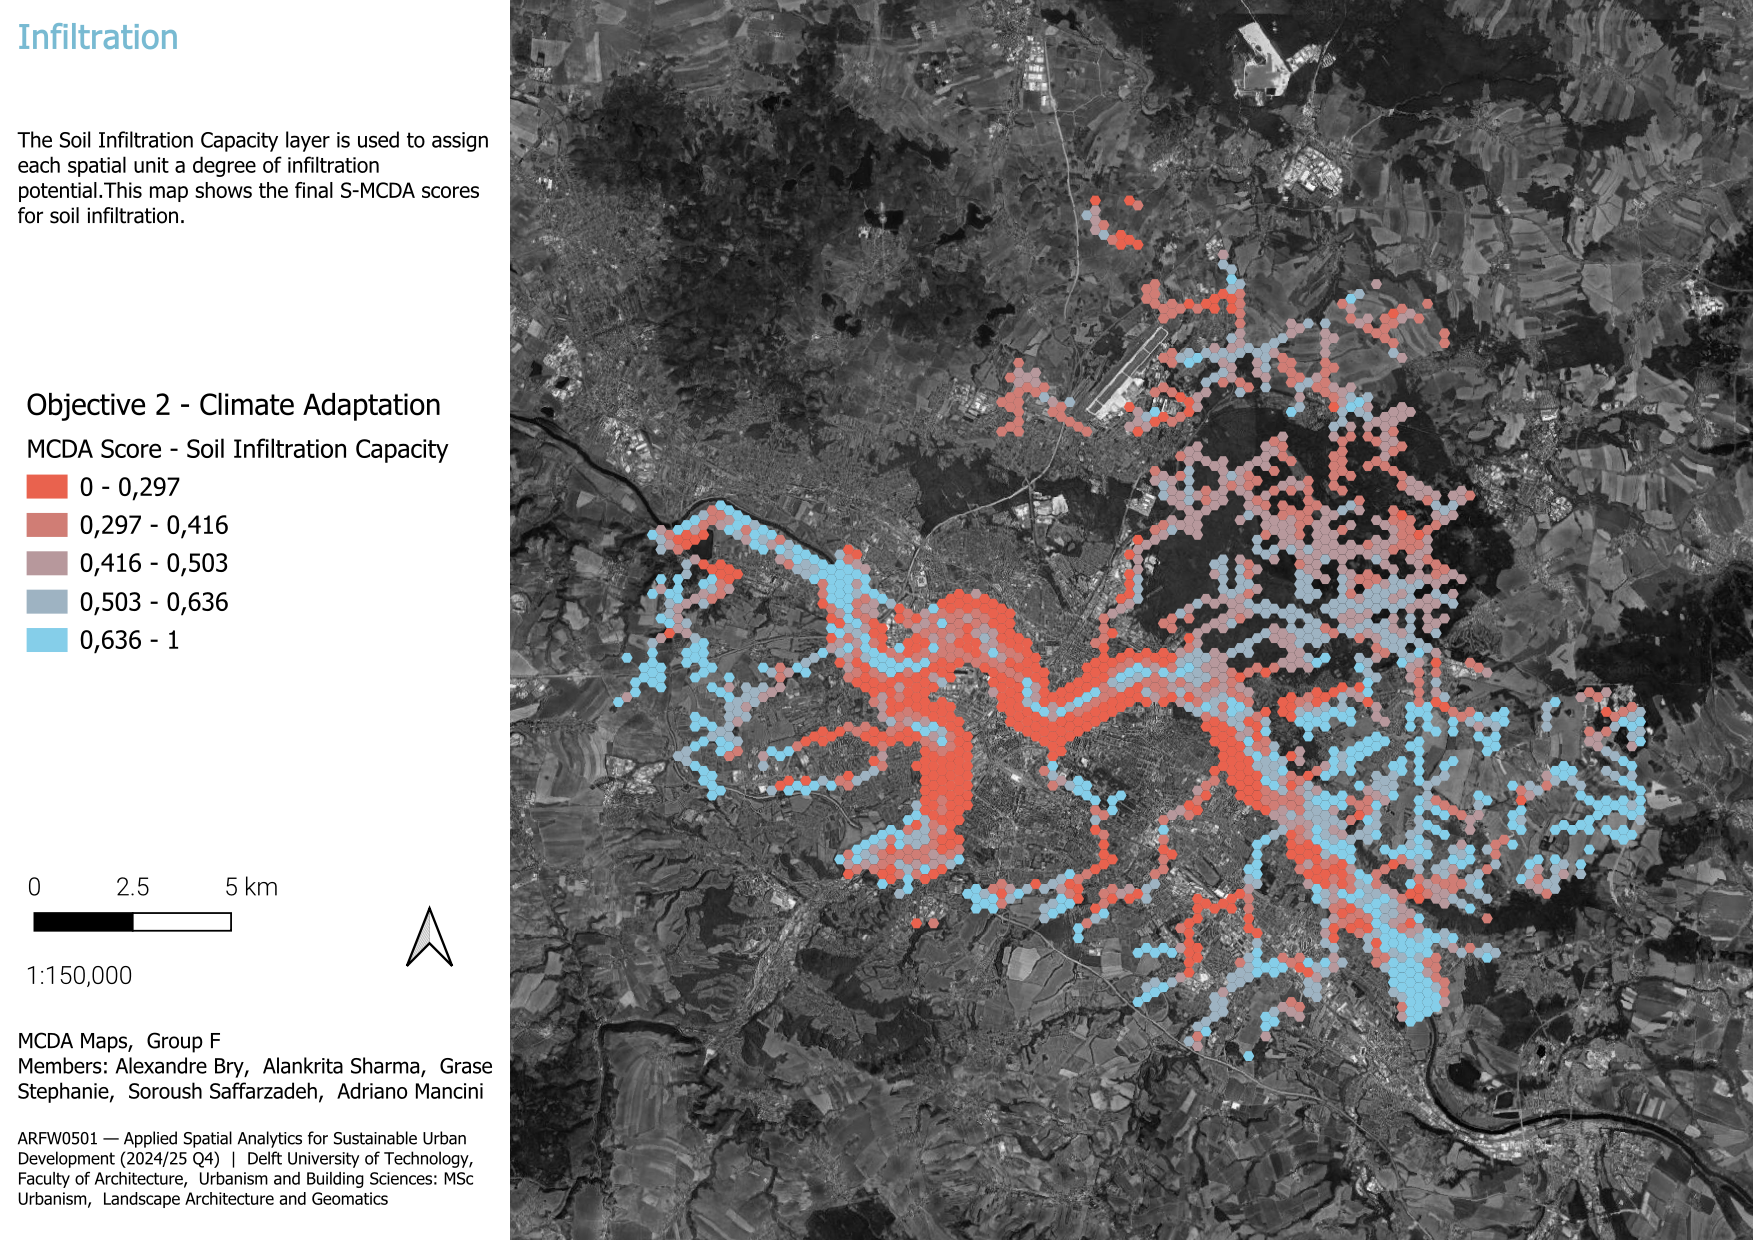 Infiltration
The Soil Infiltration Capacity layer is used to assign
each spatial unit a degree of infiltration
potential.This map shows the final S-MCDA scores
for soil infiltration.
Objective 2 - Climate Adaptation
MCDA Score - Soil Infiltration Capacity
0 - 0,297
0,297 - 0,416
0,416 - 0,503
0,503 - 0,636
0,636 - 1
0 2.5 5 km
1:150,000
MCDA Maps, Group F
Members: Alexandre Bry, Alankrita Sharma, Grase
Stephanie, Soroush Saffarzadeh, Adriano Mancini
ARFW0501 — Applied Spatial Analytics for Sustainable Urban
Development (2024/25 Q4) | Delft University of Technology,
Faculty of Architecture, Urbanism and Building Sciences: MSc
Urbanism, Landscape Architecture and Geomatics